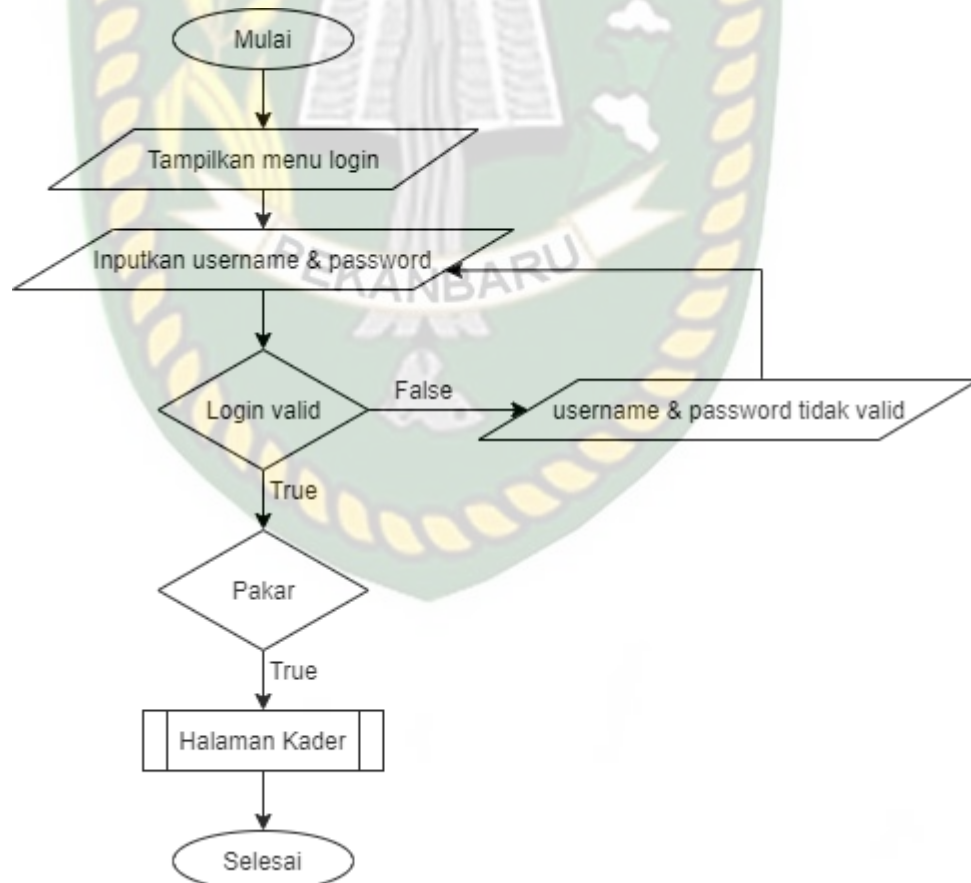 Mulai
Tampilkan menu login
Inputkan username & password
PEKANBARU
Login valid
False
username & password tidak valid
True
Pakar
True
Halaman Kader
Selesai